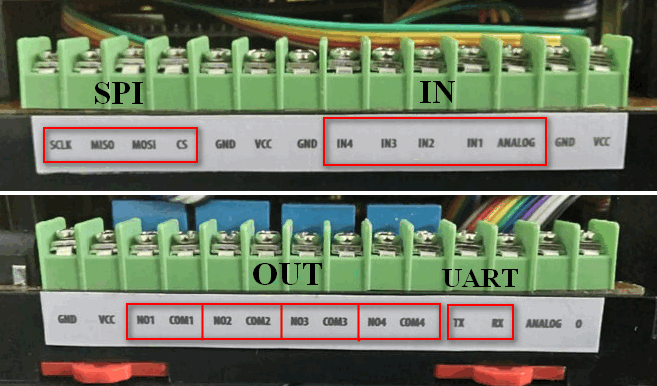 SPI IN
SCLK MISO MOSI CS GND VCC GND IN4 IN3 IN2 IN1 ANALOG GND VCC
OUT UART
GND VCC NO1 COM1 NO2 COM2 NO3 COM3 NO4 COM4 TX RX ANALOG O